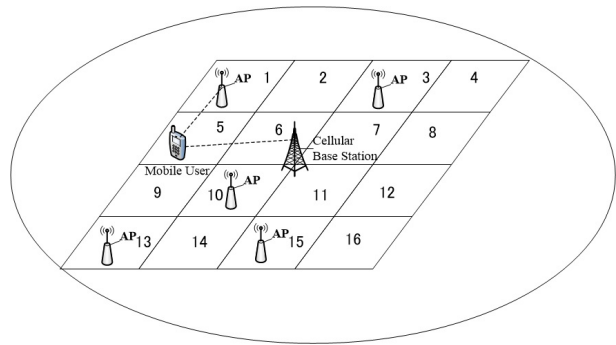 AP 1 2 AP 3 4
5 6 7 8
Cellular
Base Station
Mobile User
9 10 AP 11 12
AP 13 14 AP 15 16